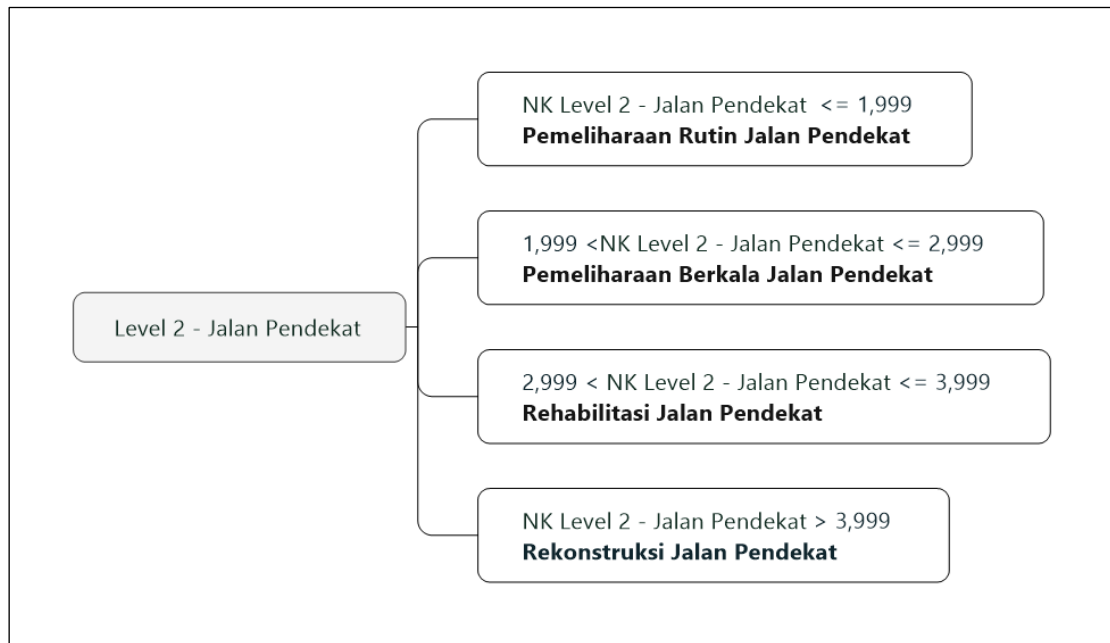 NK Level 2 - Jalan Pendekat <= 1,999
Pemeliharaan Rutin Jalan Pendekat
1,999 <NK Level 2 - Jalan Pendekat <= 2,999
Pemeliharaan Berkala Jalan Pendekat
Level 2 - Jalan Pendekat
2,999 < NK Level 2 - Jalan Pendekat <= 3,999
Rehabilitasi Jalan Pendekat
NK Level 2 - Jalan Pendekat > 3,999
Rekonstruksi Jalan Pendekat